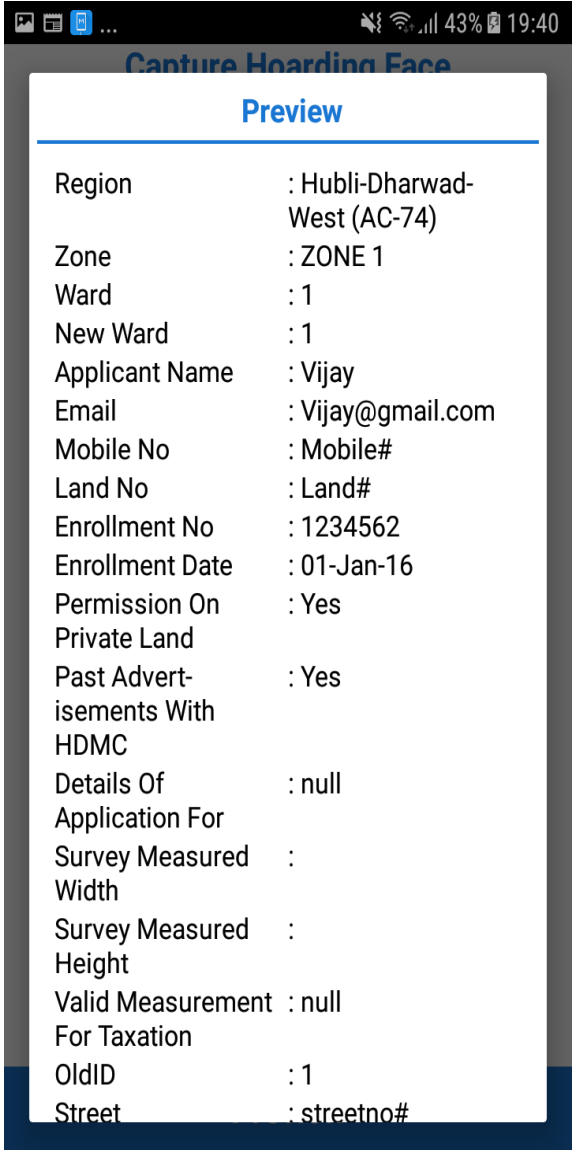 ... 43% 19:40
Capture Hoarding Face
Preview
Region : Hubli-Dharwad-
West (AC-74)
Zone : ZONE 1
Ward : 1
New Ward : 1
Applicant Name : Vijay
Email : Vijay@gmail.com
Mobile No : Mobile#
Land No : Land#
Enrollment No : 1234562
Enrollment Date : 01-Jan-16
Permission On : Yes
Private Land
Past Advert- : Yes
isements With
HDMC
Details Of : null
Application For
Survey Measured :
Width
Survey Measured :
Height
Valid Measurement : null
For Taxation
OldID : 1
Street : streetno#